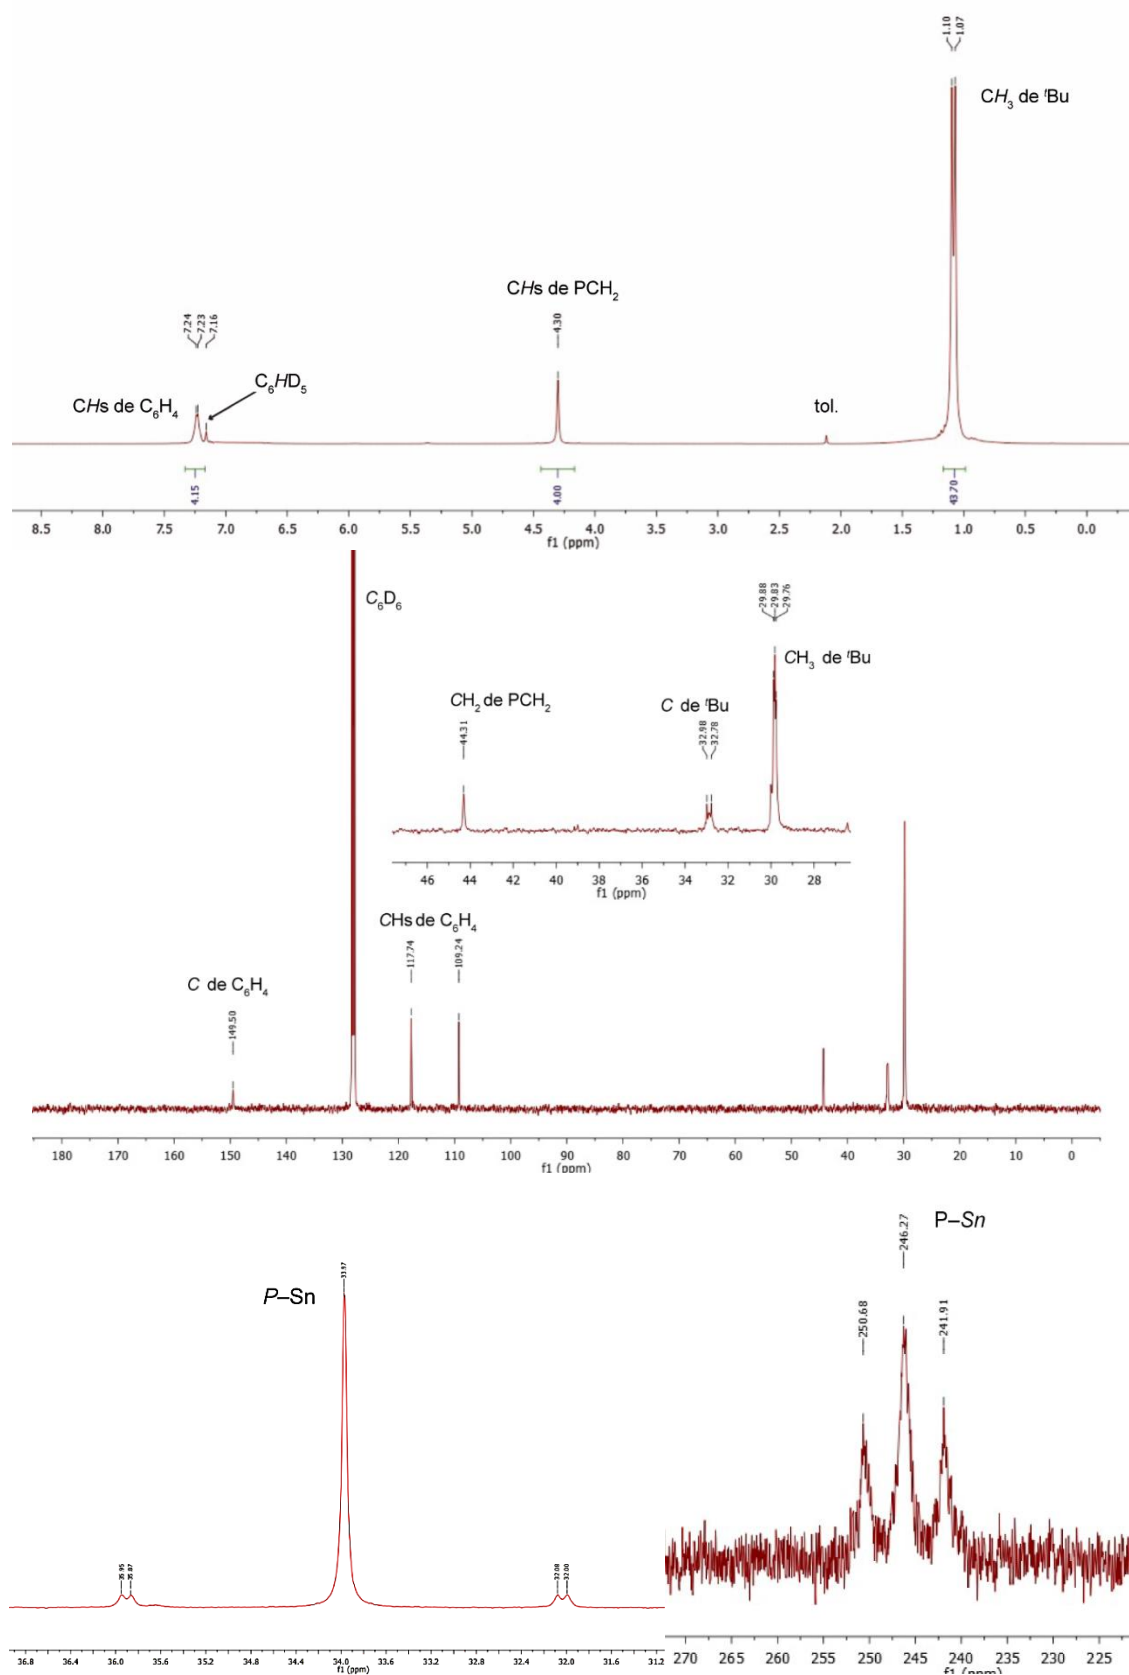 1.10
1.07
CH3 de tBu
CHs de PCH2
7.24
7.23
7.16
4.30
C6HD5
CHs de C6H4
tol.
4.15
4.00
43.70
8.5 8.0 7.5 7.0 6.5 6.0 5.5 5.0 4.5 4.0 3.5 3.0 2.5 2.0 1.5 1.0 0.5 0.0
f1 (ppm)
C6D6
29.88
29.83
29.76
CH3 de tBu
CH2 de PCH2
C de tBu
44.31
32.98
32.78
46 44 42 40 38 36 34 32 30 28
f1 (ppm)
CHs de C6H4
117.74
109.24
C de C6H4
149.50
180 170 160 150 140 130 120 110 100 90 80 70 60 50 40 30 20 10 0
f1 (ppm)
P–Sn
33.97
35.95
35.87
32.08
32.00
36.8 36.4 36.0 35.6 35.2 34.8 34.4 34.0 33.6 33.2 32.8 32.4 32.0 31.6 31.2
f1 (ppm)
P–Sn
246.27
250.68
241.91
270 265 260 255 250 245 240 235 230 225
f1 (ppm)